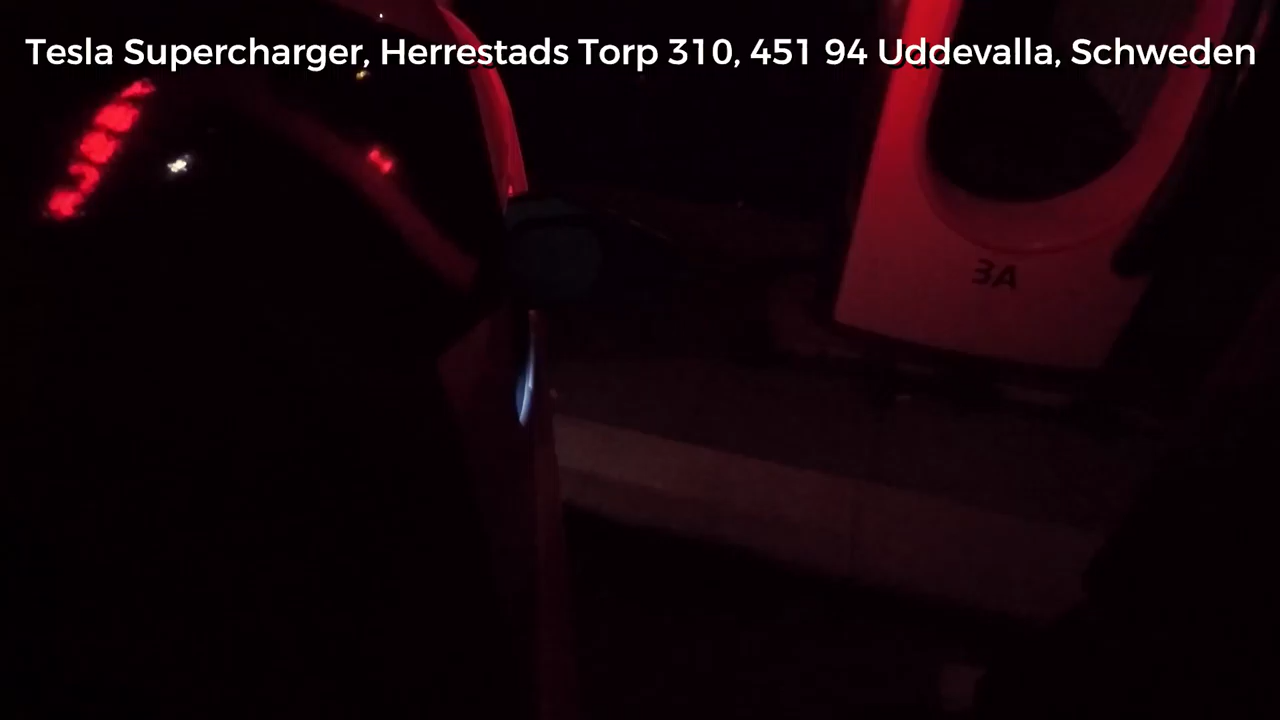 Tesla Supercharger, Herrestads Torp 310, 451 94 Uddevalla, Schweden
3A